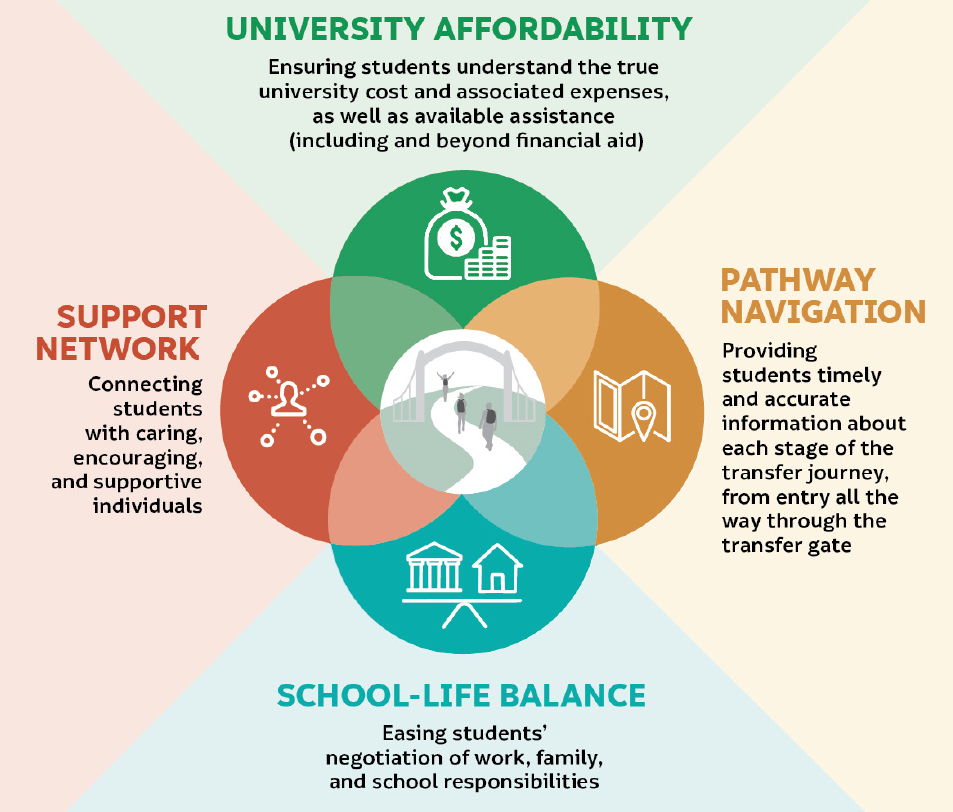 UNIVERSITY AFFORDABILITY
Ensuring students understand the true
university cost and associated expenses,
as well as available assistance
(including and beyond financial aid)
$
SUPPORT
NETWORK
Connecting
students
with caring,
encouraging,
and supportive
individuals
PATHWAY
NAVIGATION
Providing
students timely
and accurate
information about
each stage of the
transfer journey,
from entry all the
way through the
transfer gate
SCHOOL-LIFE BALANCE
Easing students’
negotiation of work, family,
and school responsibilities